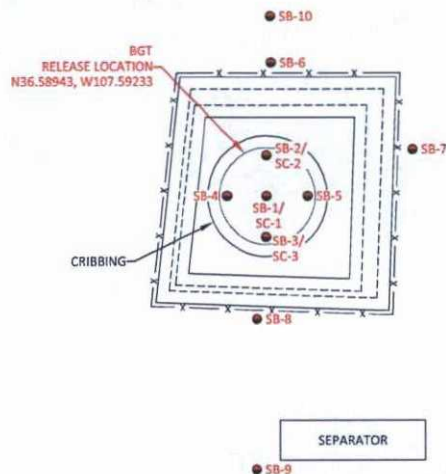 SB-10
BGT
RELEASE LOCATION
N36.58943, W107.59233
SB-6
SB-7
SB-2/
SC-2
SB-4
SB-1/
SC-1
SB-5
SB-3/
SC-3
CRIBBING
SB-8
SEPARATOR
SB-9